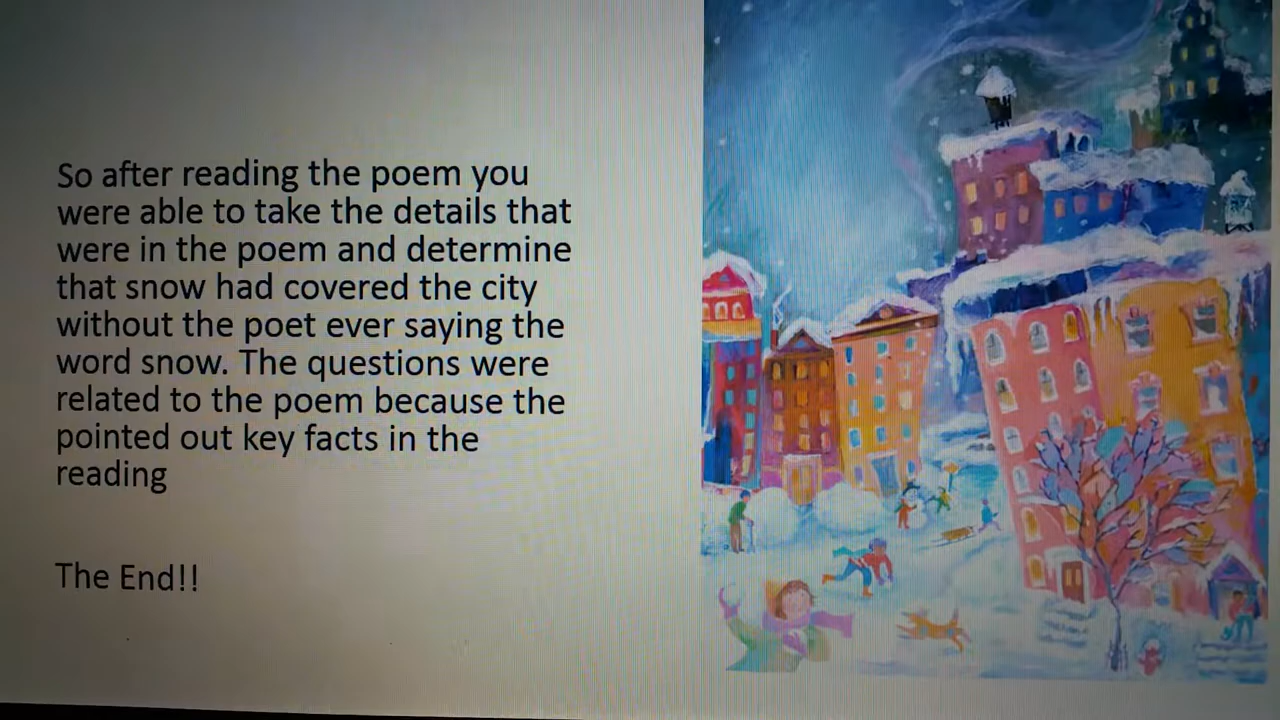 So after reading the poem you
were able to take the details that
were in the poem and determine
that snow had covered the city
without the poet ever saying the
word snow. The questions were
related to the poem because the
pointed out key facts in the
reading
The End!!